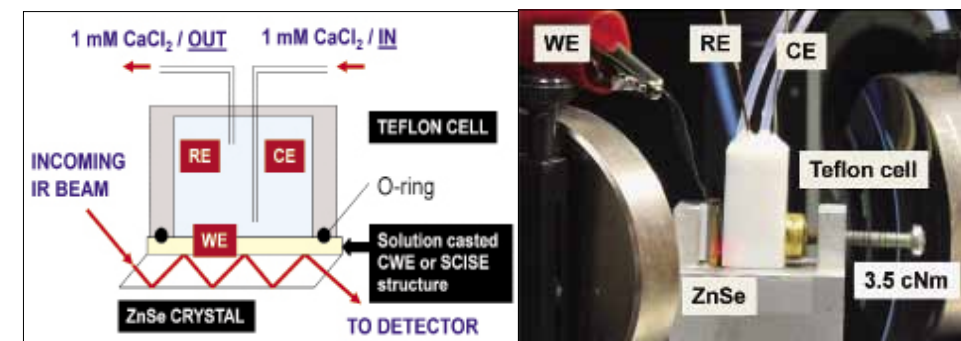 1 mM CaCl₂ / OUT
1 mM CaCl₂ / IN
TEFLON CELL
RE
CE
INCOMING
IR BEAM
O-ring
WE
Solution casted
CWE or SCISE
structure
ZnSe CRYSTAL
TO DETECTOR
WE
RE
CE
Teflon cell
ZnSe
3.5 cNm